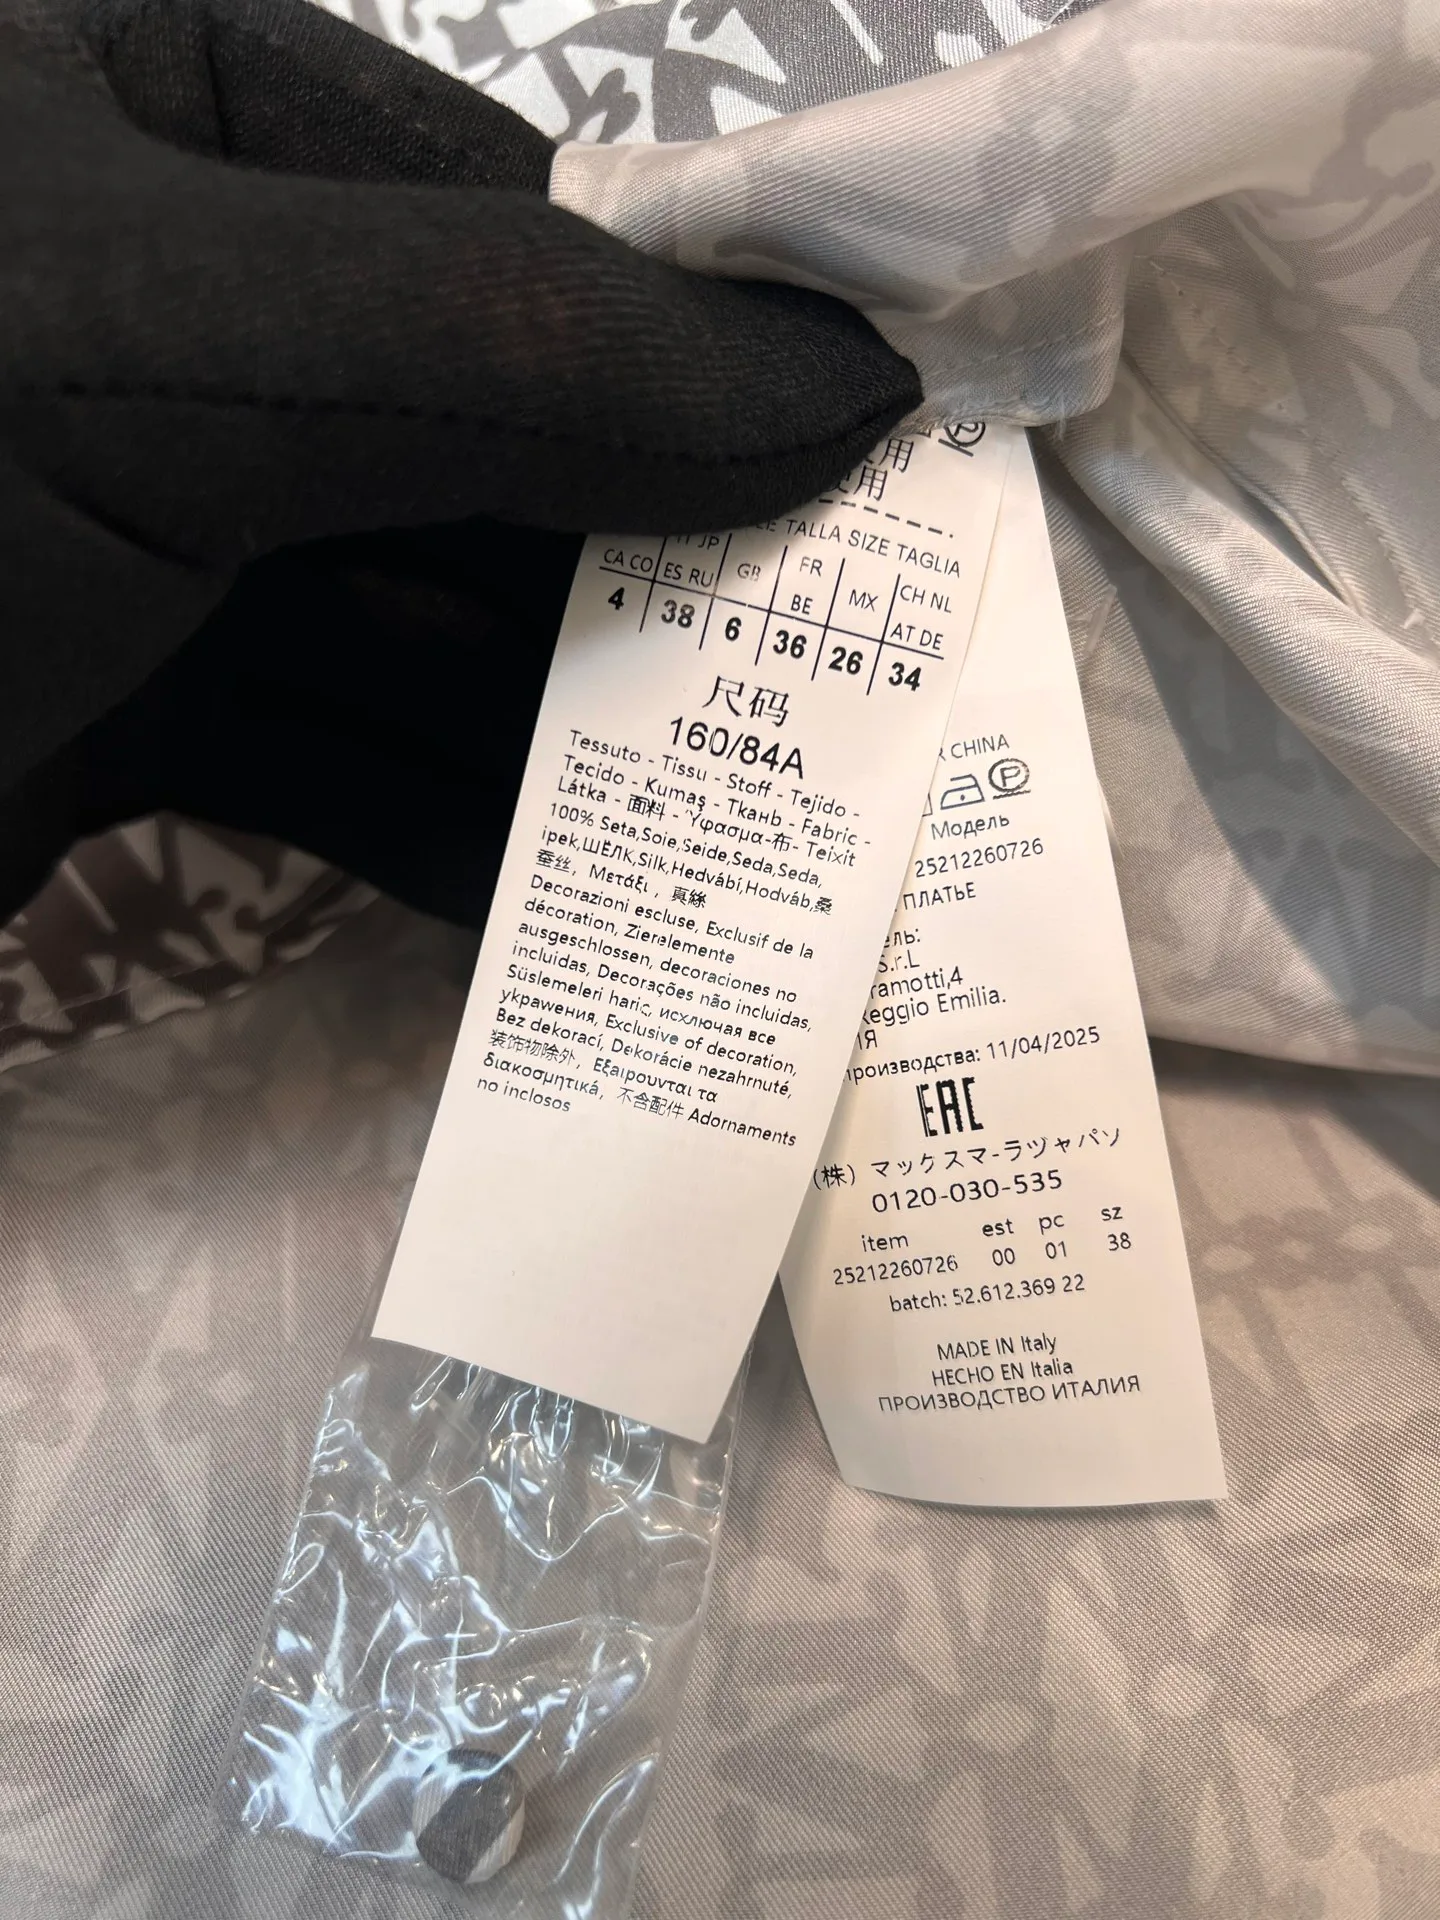 使用
TALLA SIZE TAGLIA
CA CO
JP
ES RU
GB
FR
BE
MX
CH NL
AT DE
4 38 6 36 26 34
尺码
160/84A
Tessuto - Tissu - Stoff - Tejido -
Tecido - Kumaş - Ткань - Fabric -
Látka - 面料 - Ύφασμα-布- Teixit
100% Seta,Soie,Seide,Seda,Seda,
ipek,ШЁЛК,Silk,Hedvábí,Hodváb,桑
蚕丝, Μετάξι , 真絲
Decorazioni escluse, Exclusif de la
décoration, Zierelemente
ausgeschlossen, decoraciones no
incluidas, Decorações não incluidas,
Süslemeleri hariç, исключая все
украшения, Exclusive of decoration,
Bez dekorací, Dekorácie nezahrnuté,
装饰物除外, Εξαιρουνται τα
διακοσμητικά, 不含配件 Adornaments
no inclosos
CHINA
P
Модель
25212260726
ПЛАТЬЕ
S.r.L
4
Emilia.
11/04/2025
EAC
(株) マックスマ-ラヅャパソ
0120-030-535
item est pc sz
25212260726 00 01 38
batch: 52.612.369 22
MADE IN Italy
HECHO EN Italia
ПРОИЗВОДСТВО ИТАЛИЯ